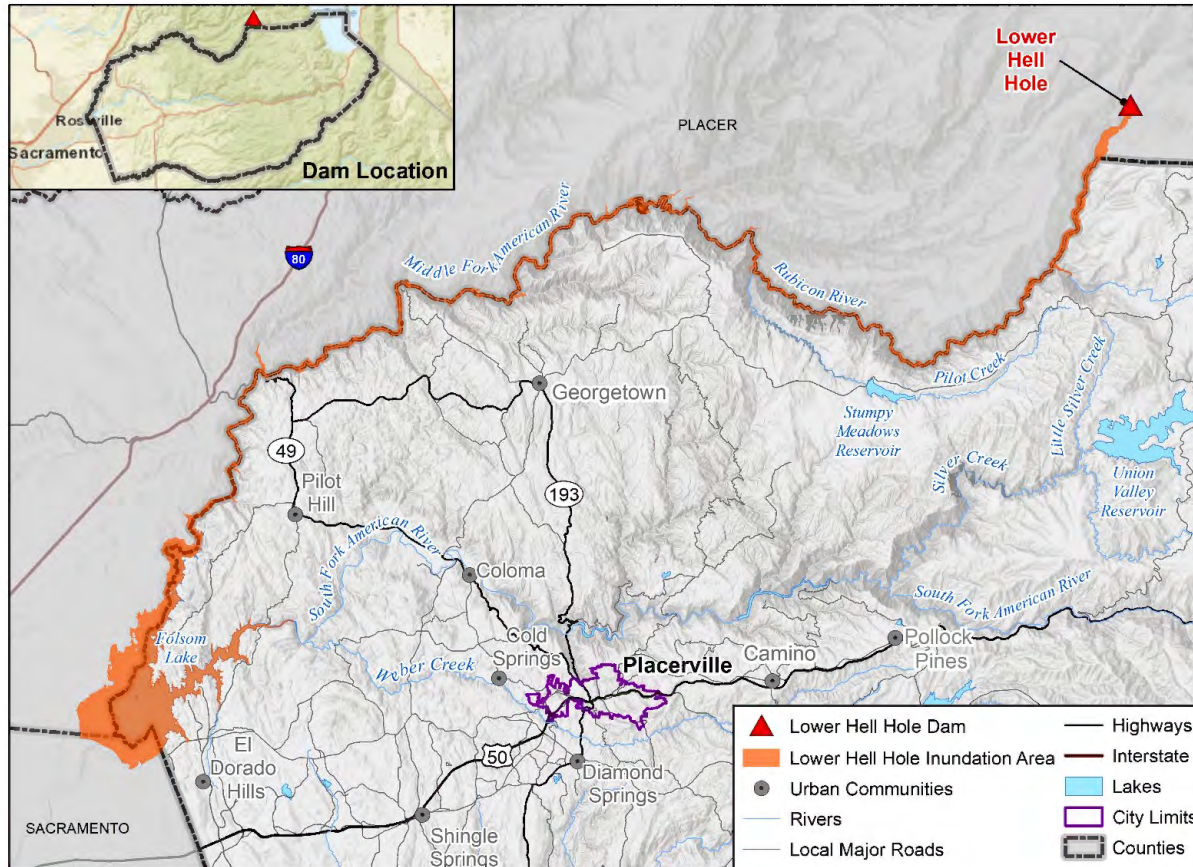 Roseville
Sacramento
Dam Location
Lower
Hell
Hole
PLACER
80
Middle Fork American River
Rubicon River
Pilot Creek
Little Silver Creek
Georgetown
Stumpy
Meadows
Reservoir
Silver Creek
Union
Valley
Reservoir
49
193
Pilot
Hill
South Fork American River
Coloma
South Fork American River
Folsom
Lake
Cold
Springs
Weber Creek
Placerville
Camino
Pollock
Pines
El
Dorado
Hills
50
Diamond
Springs
Shingle
Springs
SACRAMENTO
Lower Hell Hole Dam
Lower Hell Hole Inundation Area
Urban Communities
Rivers
Local Major Roads
Highways
Interstate
Lakes
City Limits
Counties